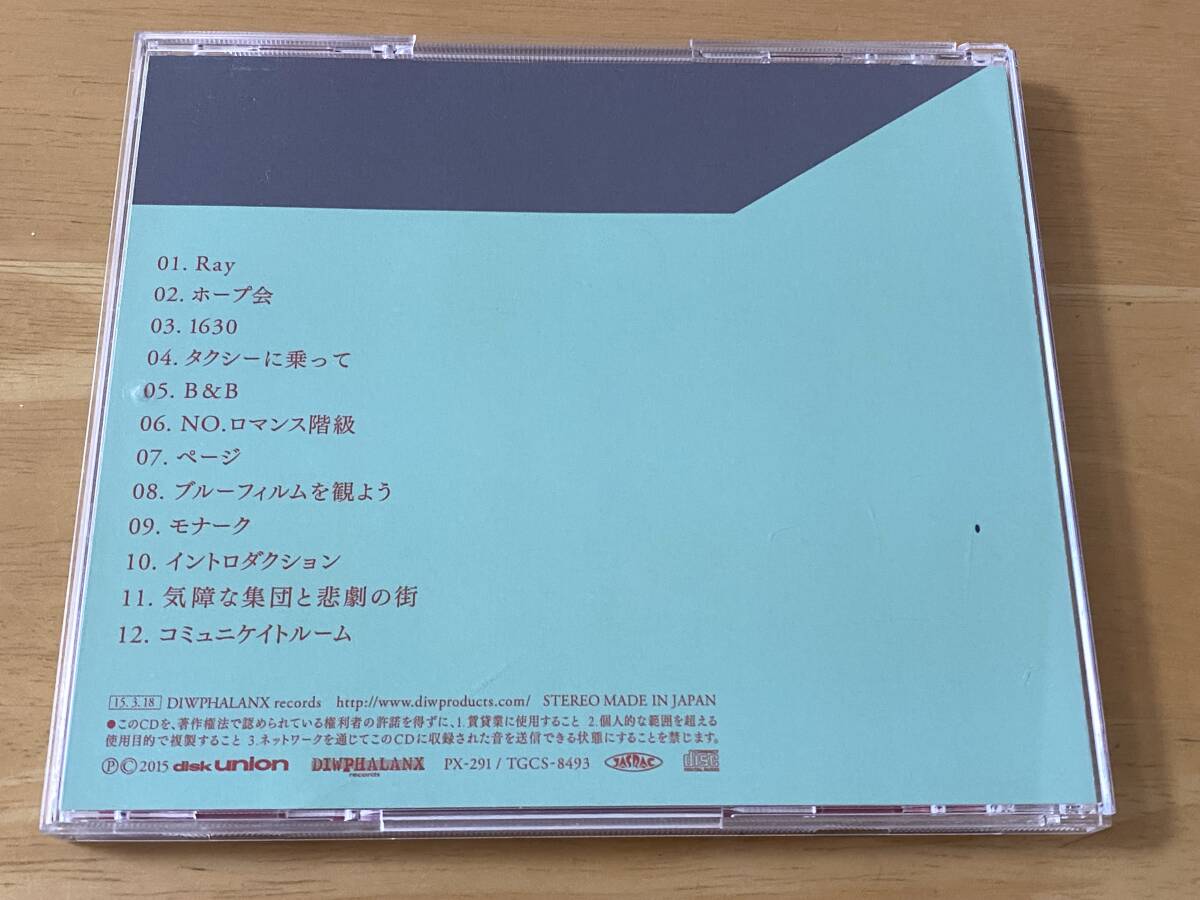 01. Ray
02. ホープ会
03. 1630
04. タクシーに乗って
05. B&B
06. NO.ロマンス階級
07. ページ
08. ブルーフィルムを観よう
09. モナーク
10. イントロダクション
11. 気障な集団と悲劇の街
12. コミュニケイトルーム
15.3.18 DIWPHALANX records http://www.diwproducts.com/ STEREO MADE IN JAPAN
●このCDを、著作権法で認められている権利者の許諾を得ずに、1.賃貸業に使用すること 2.個人的な範囲を超える
使用目的で複製すること 3.ネットワークを通じてこのCDに収録された音を送信できる状態にすることを禁じます。
℗©2015 disk union DIWPHALANX records PX-291 / TGCS-8493 JASRAC disc DIGITAL AUDIO